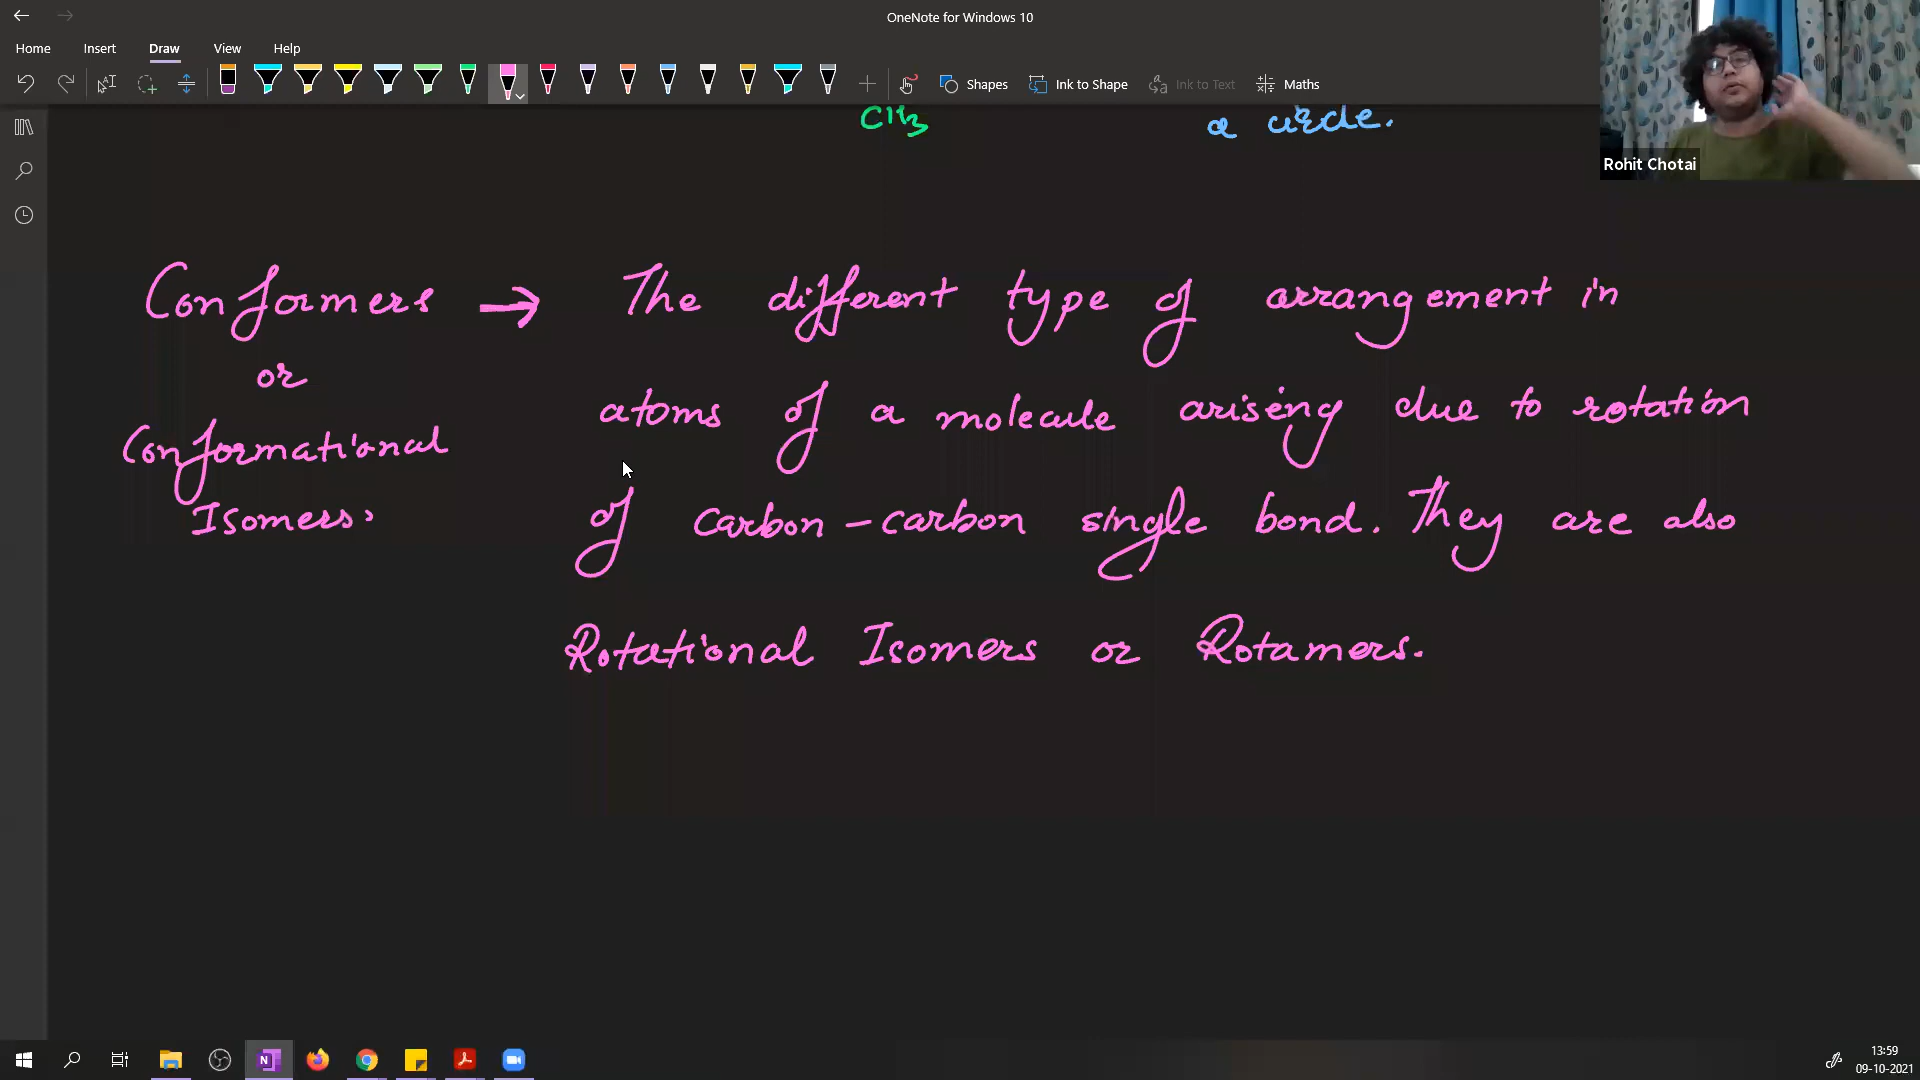 OneNote for Windows 10
Home Insert Draw View Help
Shapes Ink to Shape Ink to Text Maths
Rohit Chotai
CH3 a circle.
Conformers → The different type of arrangement in
or
atoms of a molecule arising due to rotation
Conformational
Isomers:
of carbon-carbon single bond. They are also
Rotational Isomers or Rotamers.
13:59
09-10-2021